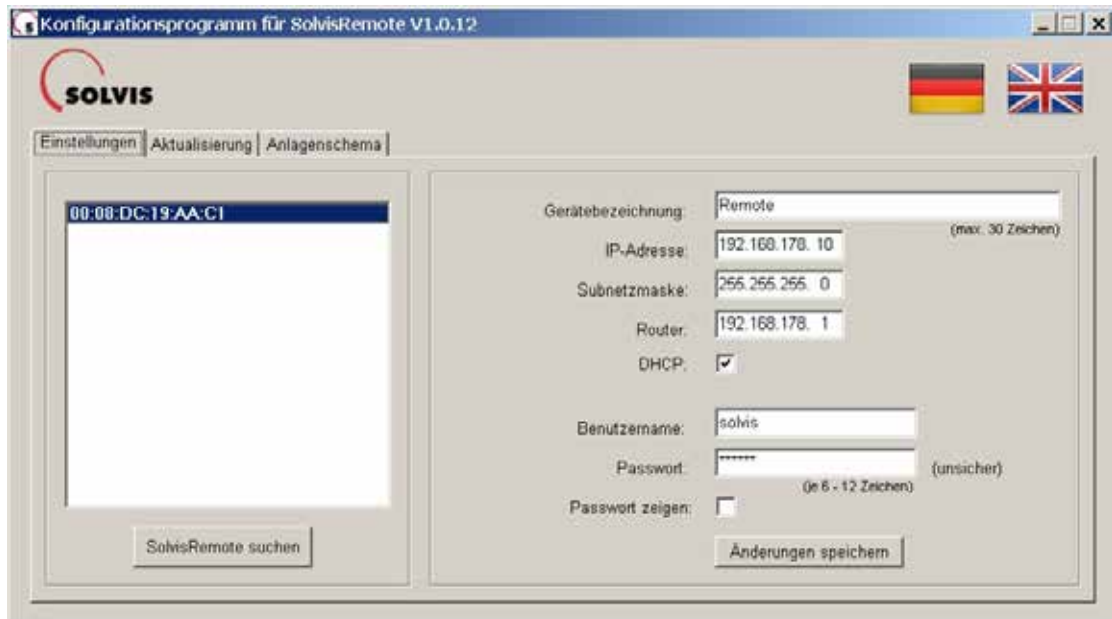 Konfigurationsprogramm für SolvisRemote V1.0.12
SOLVIS
Einstellungen Aktualisierung Anlagenschema
00:08:DC:19:AA:C1
SolvisRemote suchen
Gerätebezeichnung: Remote
(max. 30 Zeichen)
IP-Adresse: 192.168.178. 10
Subnetzmaske: 255.255.255. 0
Router: 192.168.178. 1
DHCP:
Benutzername: solvis
Passwort: ****** (unsicher)
(je 6 - 12 Zeichen)
Passwort zeigen:
Änderungen speichern